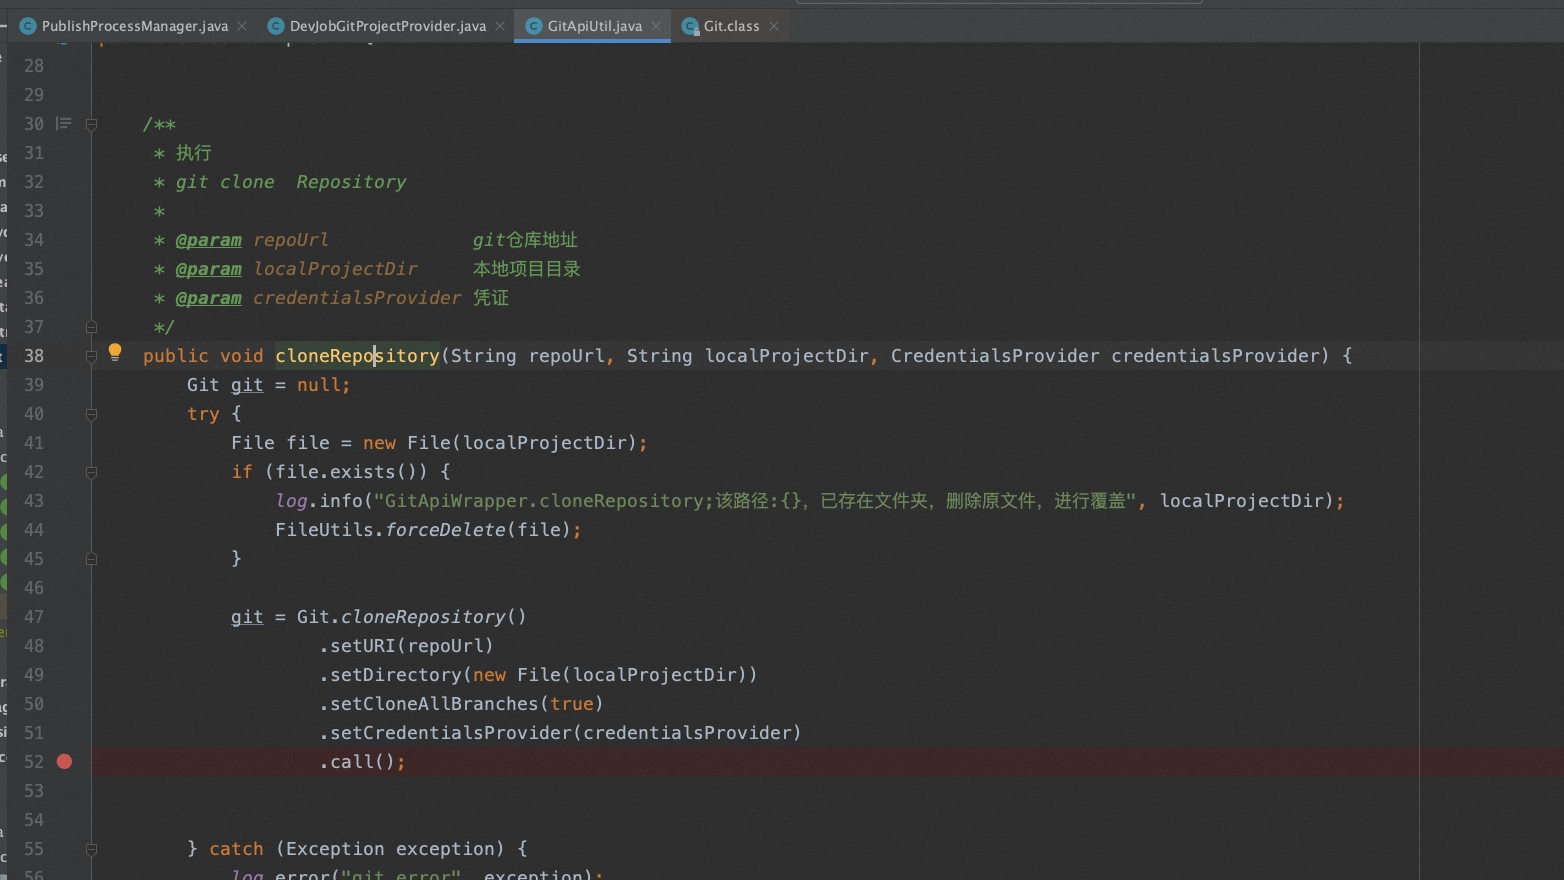 PublishProcessManager.java DevJobGitProjectProvider.java GitApiUtil.java Git.class
28
29
30 /**
31 * 执行
32 * git clone  Repository
33 *
34 * @param repoUrl git仓库地址
35 * @param localProjectDir 本地项目目录
36 * @param credentialsProvider 凭证
37 */
38 public void cloneRepository(String repoUrl, String localProjectDir, CredentialsProvider credentialsProvider) {
39 Git git = null;
40 try {
41 File file = new File(localProjectDir);
42 if (file.exists()) {
43 log.info("GitApiWrapper.cloneRepository;该路径:{}，已存在文件夹，删除原文件，进行覆盖", localProjectDir);
44 FileUtils.forceDelete(file);
45 }
46
47 git = Git.cloneRepository()
48 .setURI(repoUrl)
49 .setDirectory(new File(localProjectDir))
50 .setCloneAllBranches(true)
51 .setCredentialsProvider(credentialsProvider)
52 .call();
53
54
55 } catch (Exception exception) {
56 log.error("git error", exception);